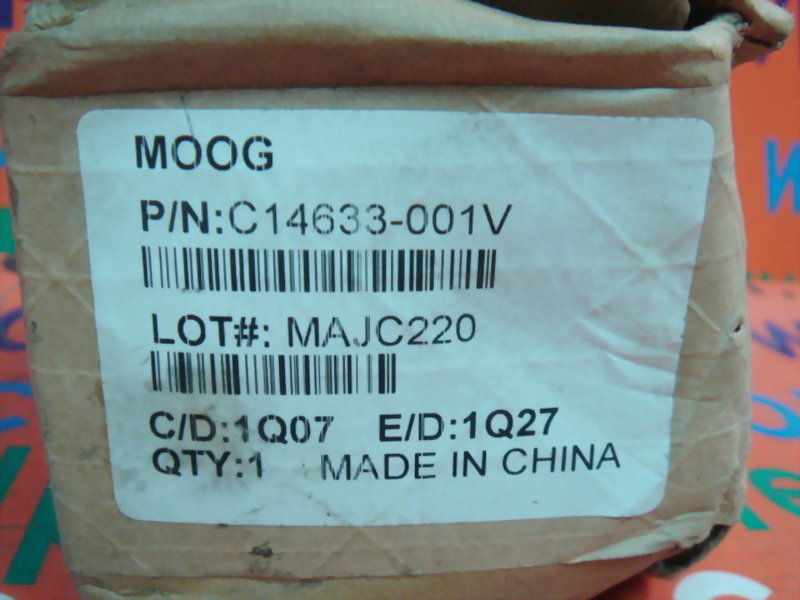 MOOG
P/N:C14633-001V
LOT#: MAJC220
C/D:1Q07 E/D:1Q27
QTY:1 MADE IN CHINA